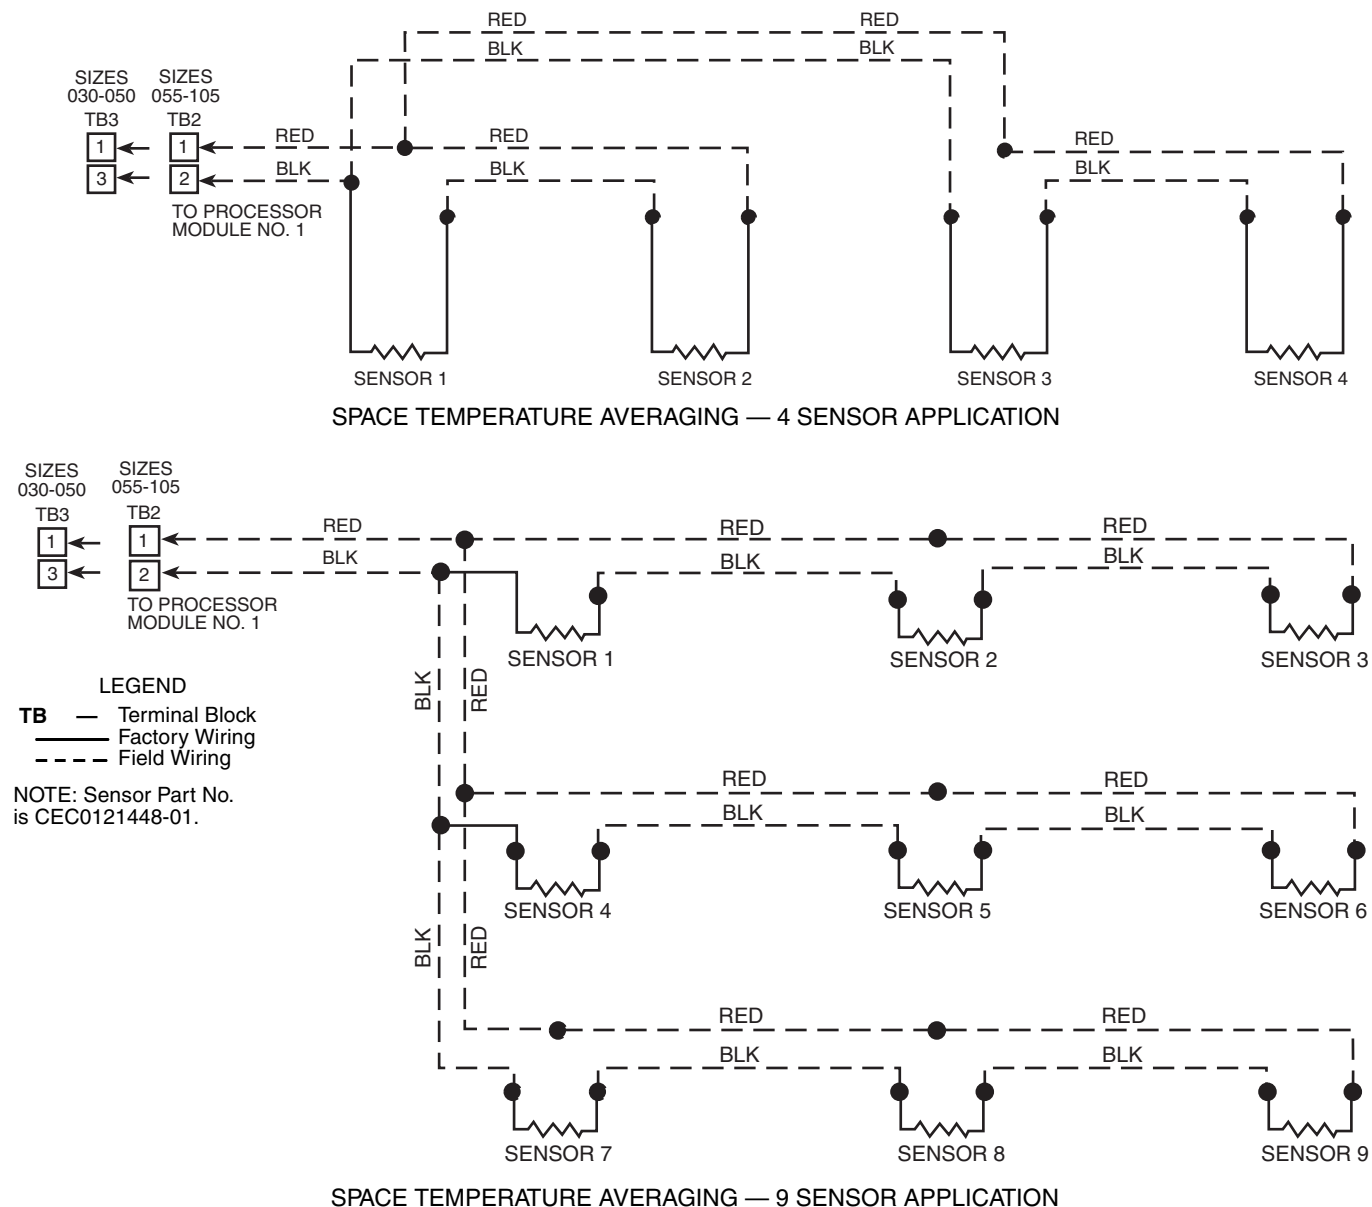 RED
RED
BLK
BLK
SIZES
030-050
SIZES
055-105
TB3
TB2
1
1
RED
RED
RED
3
2
BLK
BLK
BLK
TO PROCESSOR
MODULE NO. 1
SENSOR 1
SENSOR 2
SENSOR 3
SENSOR 4
SPACE TEMPERATURE AVERAGING — 4 SENSOR APPLICATION
SIZES
030-050
SIZES
055-105
TB3
TB2
1
1
RED
RED
RED
3
2
BLK
BLK
BLK
TO PROCESSOR
MODULE NO. 1
SENSOR 1
SENSOR 2
SENSOR 3
BLK
RED
LEGEND
TB — Terminal Block
Factory Wiring
Field Wiring
NOTE: Sensor Part No.
is CEC0121448-01.
RED
RED
BLK
BLK
SENSOR 4
SENSOR 5
SENSOR 6
BLK
RED
RED
RED
BLK
BLK
SENSOR 7
SENSOR 8
SENSOR 9
SPACE TEMPERATURE AVERAGING — 9 SENSOR APPLICATION